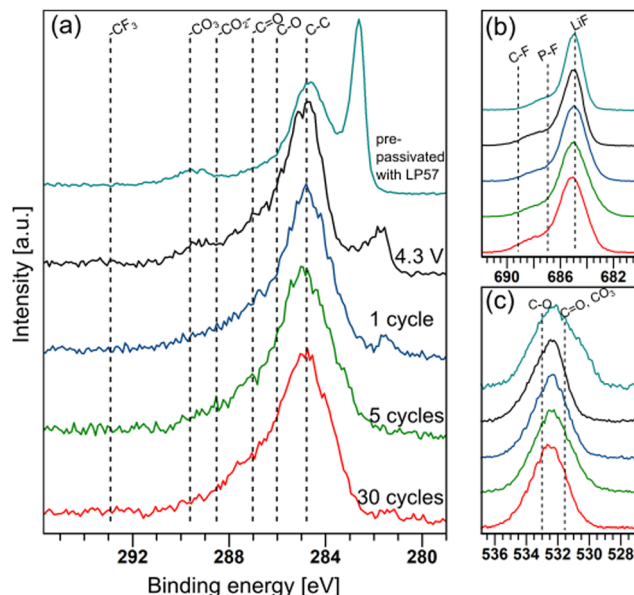 (a)
-CF₃
-CO₃
-CO₂⁻
-C=O
C-O
C-C
pre-
passivated
with LP57
4.3 V
1 cycle
5 cycles
30 cycles
Intensity [a.u.]
292 288 284 280
Binding energy [eV]
(b)
C-F
P-F
LiF
690 686 682
(c)
C-O
C=O, CO₃
536 534 532 530 528